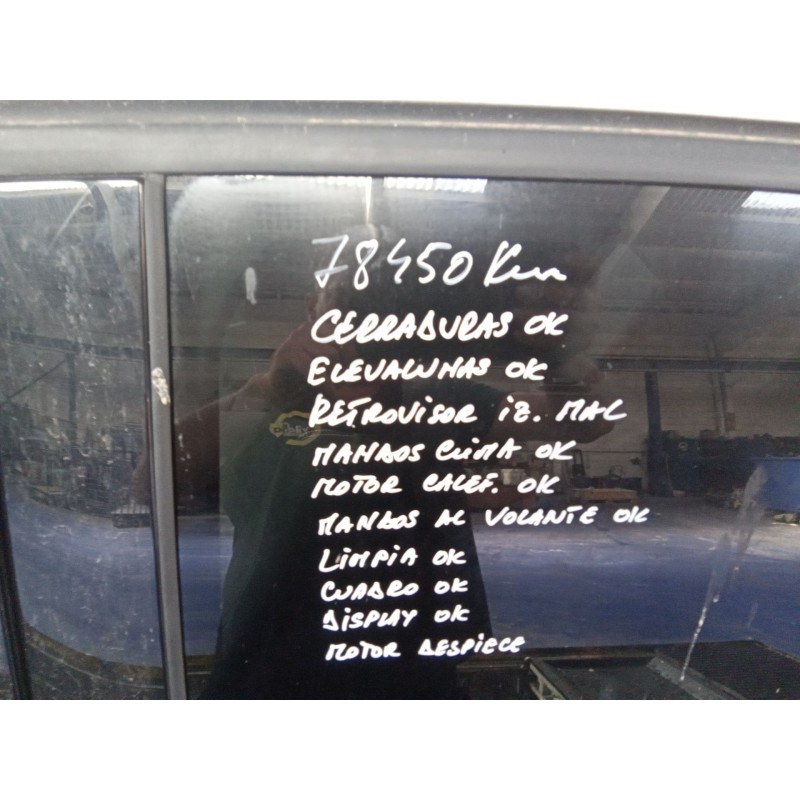 78450 Km
CERRADURAS OK
ELEVALUNAS OK
RETROVISOR iZ. MAL
MANDOS CLIMA OK
MOTOR CALEF. OK
MANDOS AL VOLANTE OK
LIMPIA OK
CUADRO OK
DISPLAY OK
MOTOR DESPIECE